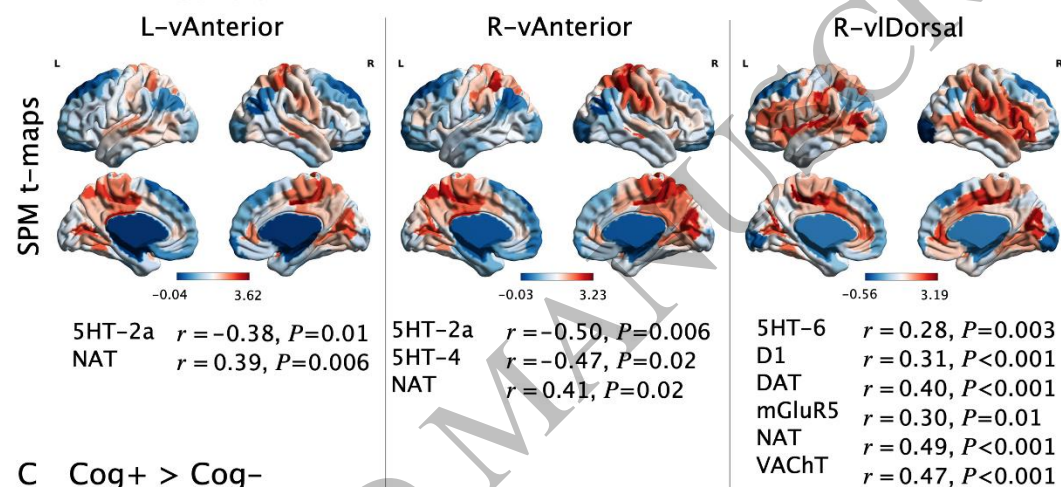 L-vAnterior
R-vAnterior
R-vlDorsal
L R L R L R
SPM t-maps
−0.04 3.62
−0.03 3.23
−0.56 3.19
5HT-2a r = −0.38, P=0.01
NAT r = 0.39, P=0.006
5HT-2a r = −0.50, P=0.006
5HT-4 r = −0.47, P=0.02
NAT r = 0.41, P=0.02
5HT-6 r = 0.28, P=0.003
D1 r = 0.31, P<0.001
DAT r = 0.40, P<0.001
mGluR5 r = 0.30, P=0.01
NAT r = 0.49, P<0.001
VAChT r = 0.47, P<0.001
C Cog+ > Cog-
D MANUSC